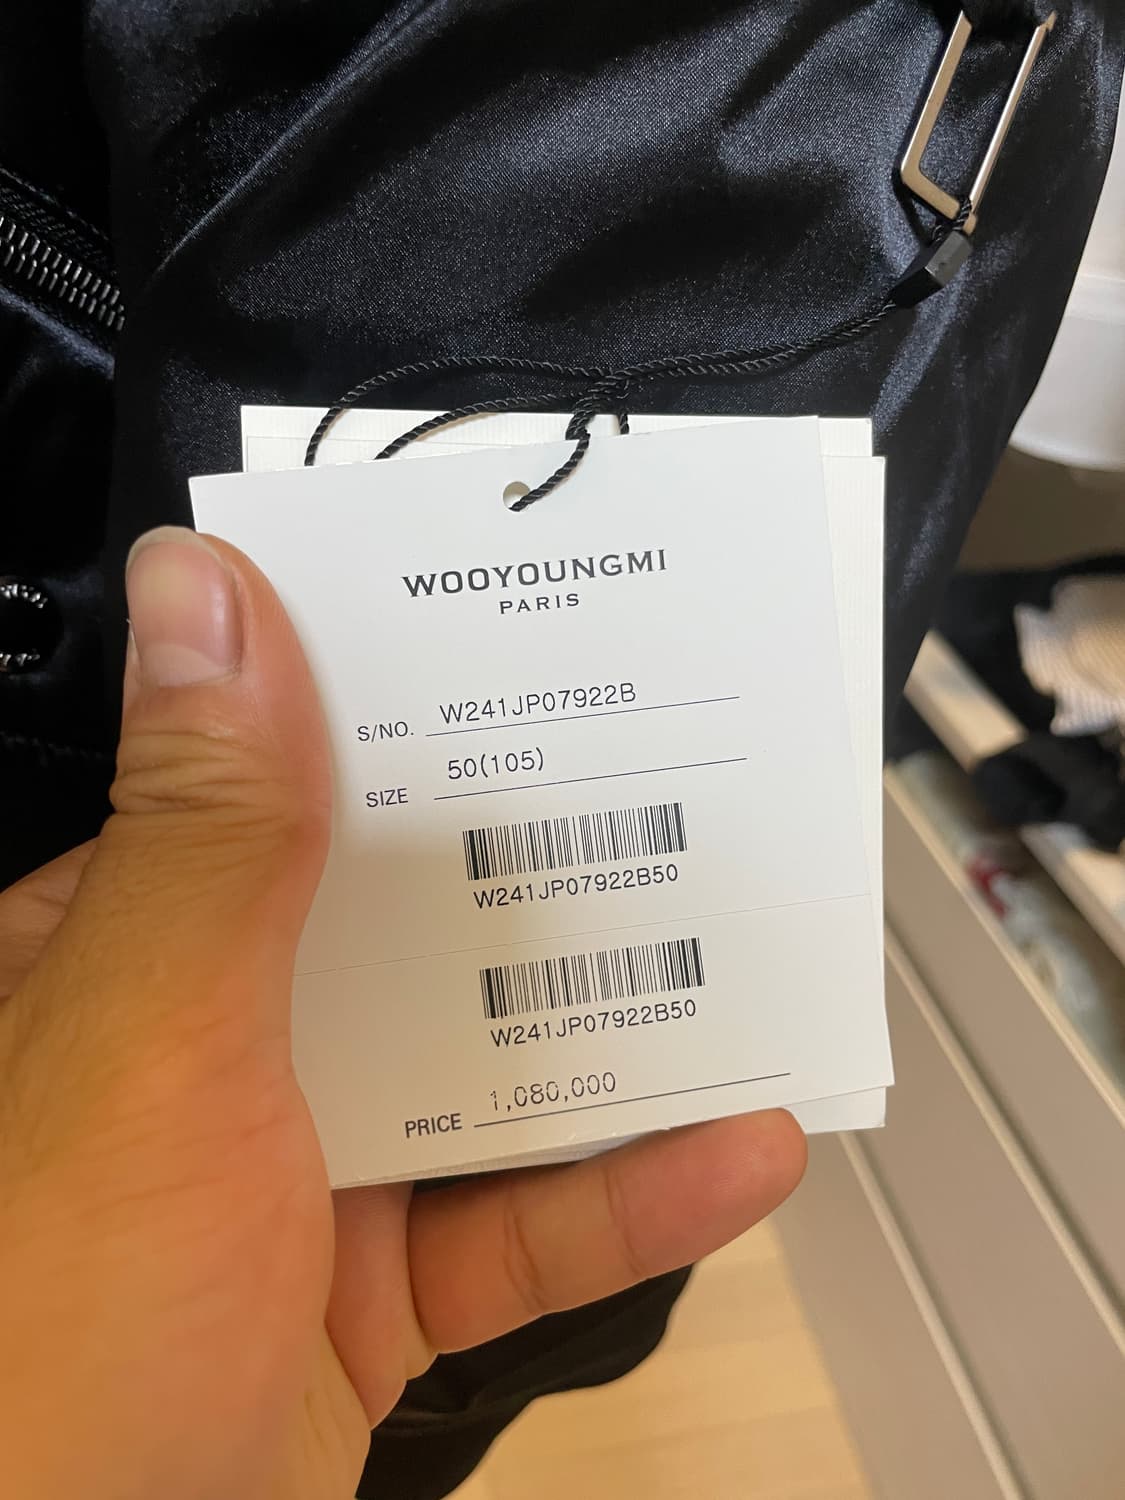 WOOYOUNGMI
PARIS
S/NO. W241JP07922B
SIZE 50(105)
W241JP07922B50
W241JP07922B50
PRICE 1,080,000